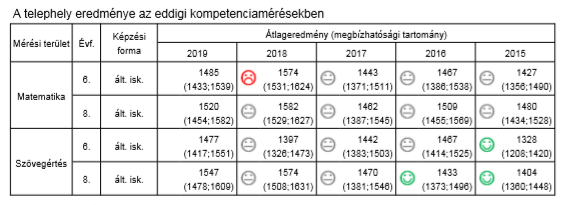 A telephely eredménye az eddigi kompetenciamérésekben
Mérési terület Évf. Képzési forma Átlageredmény (megbízhatósági tartomány)
2019 2018 2017 2016 2015
Matematika
6. ált. isk. 1485 1574 1443 1467 1427
(1433;1539) (1531;1624) (1371;1511) (1386;1538) (1356;1490)
8. ált. isk. 1520 1582 1462 1509 1480
(1454;1582) (1529;1627) (1387;1545) (1455;1569) (1434;1528)
Szövegértés
6. ált. isk. 1477 1397 1442 1467 1328
(1417;1551) (1326;1473) (1383;1503) (1414;1525) (1208;1420)
8. ált. isk. 1547 1574 1470 1433 1404
(1478;1609) (1508;1631) (1381;1546) (1373;1496) (1360;1448)